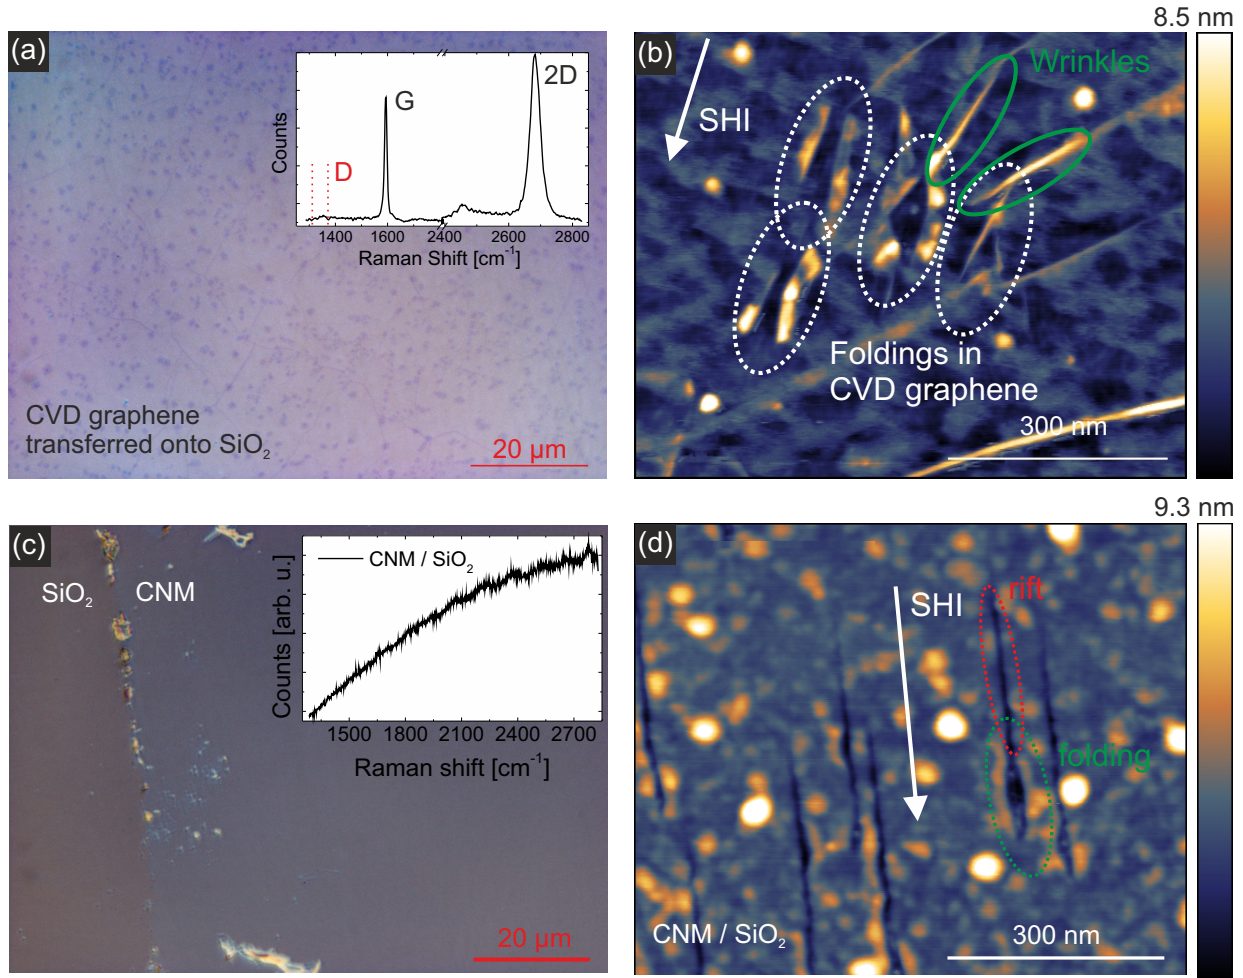 (a)
2D
G
D
Counts
1400
1600
2400
2600
2800
Raman Shift [cm⁻¹]
CVD graphene
transferred onto SiO₂
20 µm
8.5 nm
(b)
SHI
Wrinkles
Foldings in
CVD graphene
300 nm
(c)
SiO₂
CNM
CNM / SiO₂
Counts [arb. u.]
1500
1800
2100
2400
2700
Raman shift [cm⁻¹]
20 µm
9.3 nm
(d)
SHI
rift
folding
CNM / SiO₂
300 nm